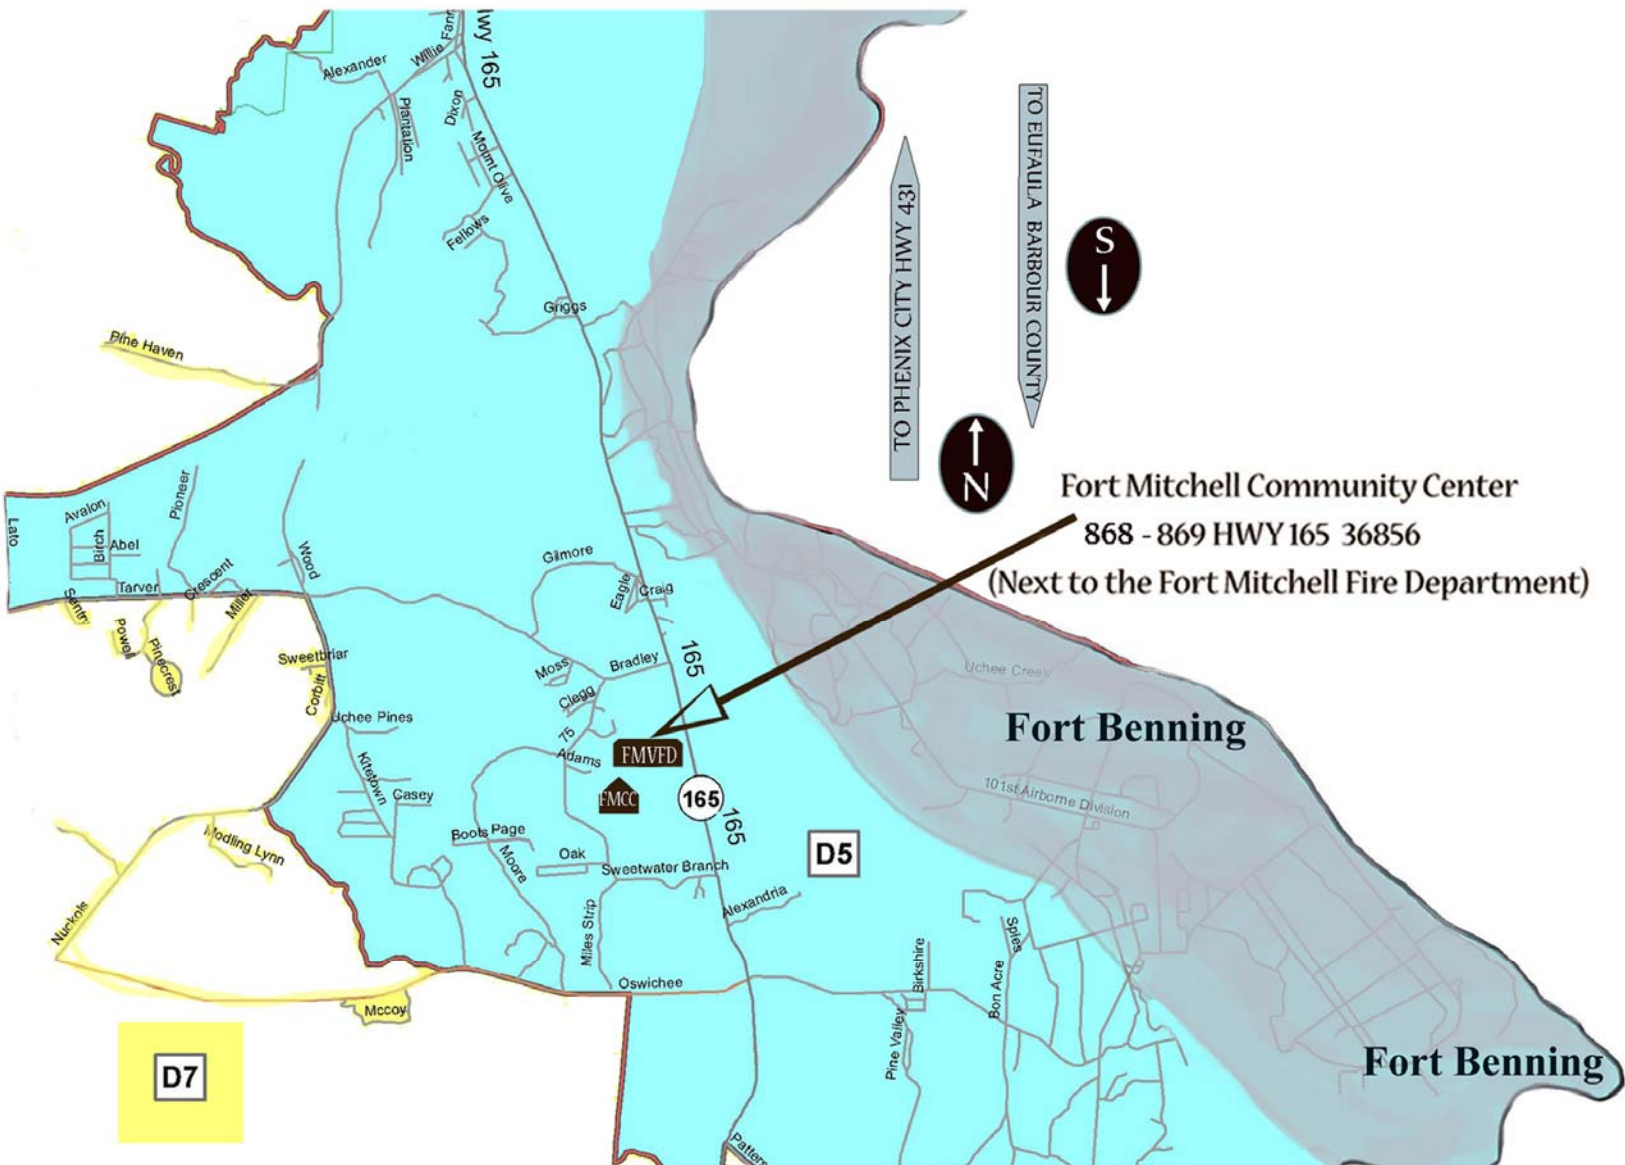 Hwy 165
Fann
Willie
Alexander
Plantation
Dixon
Mount Olive
Fellows
Griggs
Pine Haven
TO PHENIX CITY HWY 431
TO EUFAULA BARBOUR COUNTY
S
N
Fort Mitchell Community Center
868 - 869 HWY 165 36856
(Next to the Fort Mitchell Fire Department)
Lato
Avalon
Birch
Abel
Pioneer
Tarver
Crescent
Wood
Miller
Sentry
Powell
Pinecrest
Sweetbriar
Corbitt
Gilmore
Eagle
Craig
165
Moss
Bradley
Clegg
75
Adams
Uchee Pines
Kitetown
Casey
FMVFD
FMCC
165
165
Uchee Creek
Fort Benning
101st Airborne Division
Modling Lynn
Nuckols
Boots Page
Moore
Oak
Sweetwater Branch
D5
Alexandria
Miles Strip
Oswichee
Mccoy
Birkshire
Spies
Bon Acre
Pine Valley
Fort Benning
D7
Patters